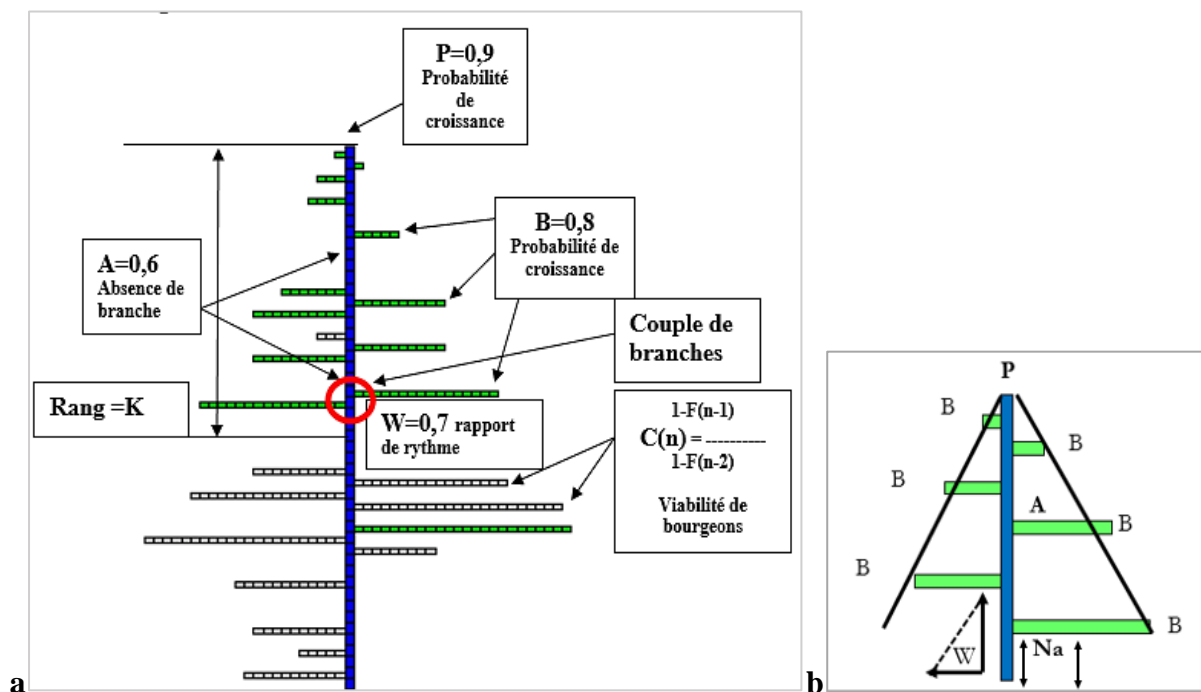 P=0,9
Probabilité
de
croissance
B=0,8
Probabilité de
croissance
A=0,6
Absence de
branche
Couple de
branches
Rang =K
W=0,7 rapport
de rythme
1-F(n-1)
C(n) = ----------
1-F(n-2)
Viabilité de
bourgeons
a
P
B
B
B
A
B
B
B
W
Na
b